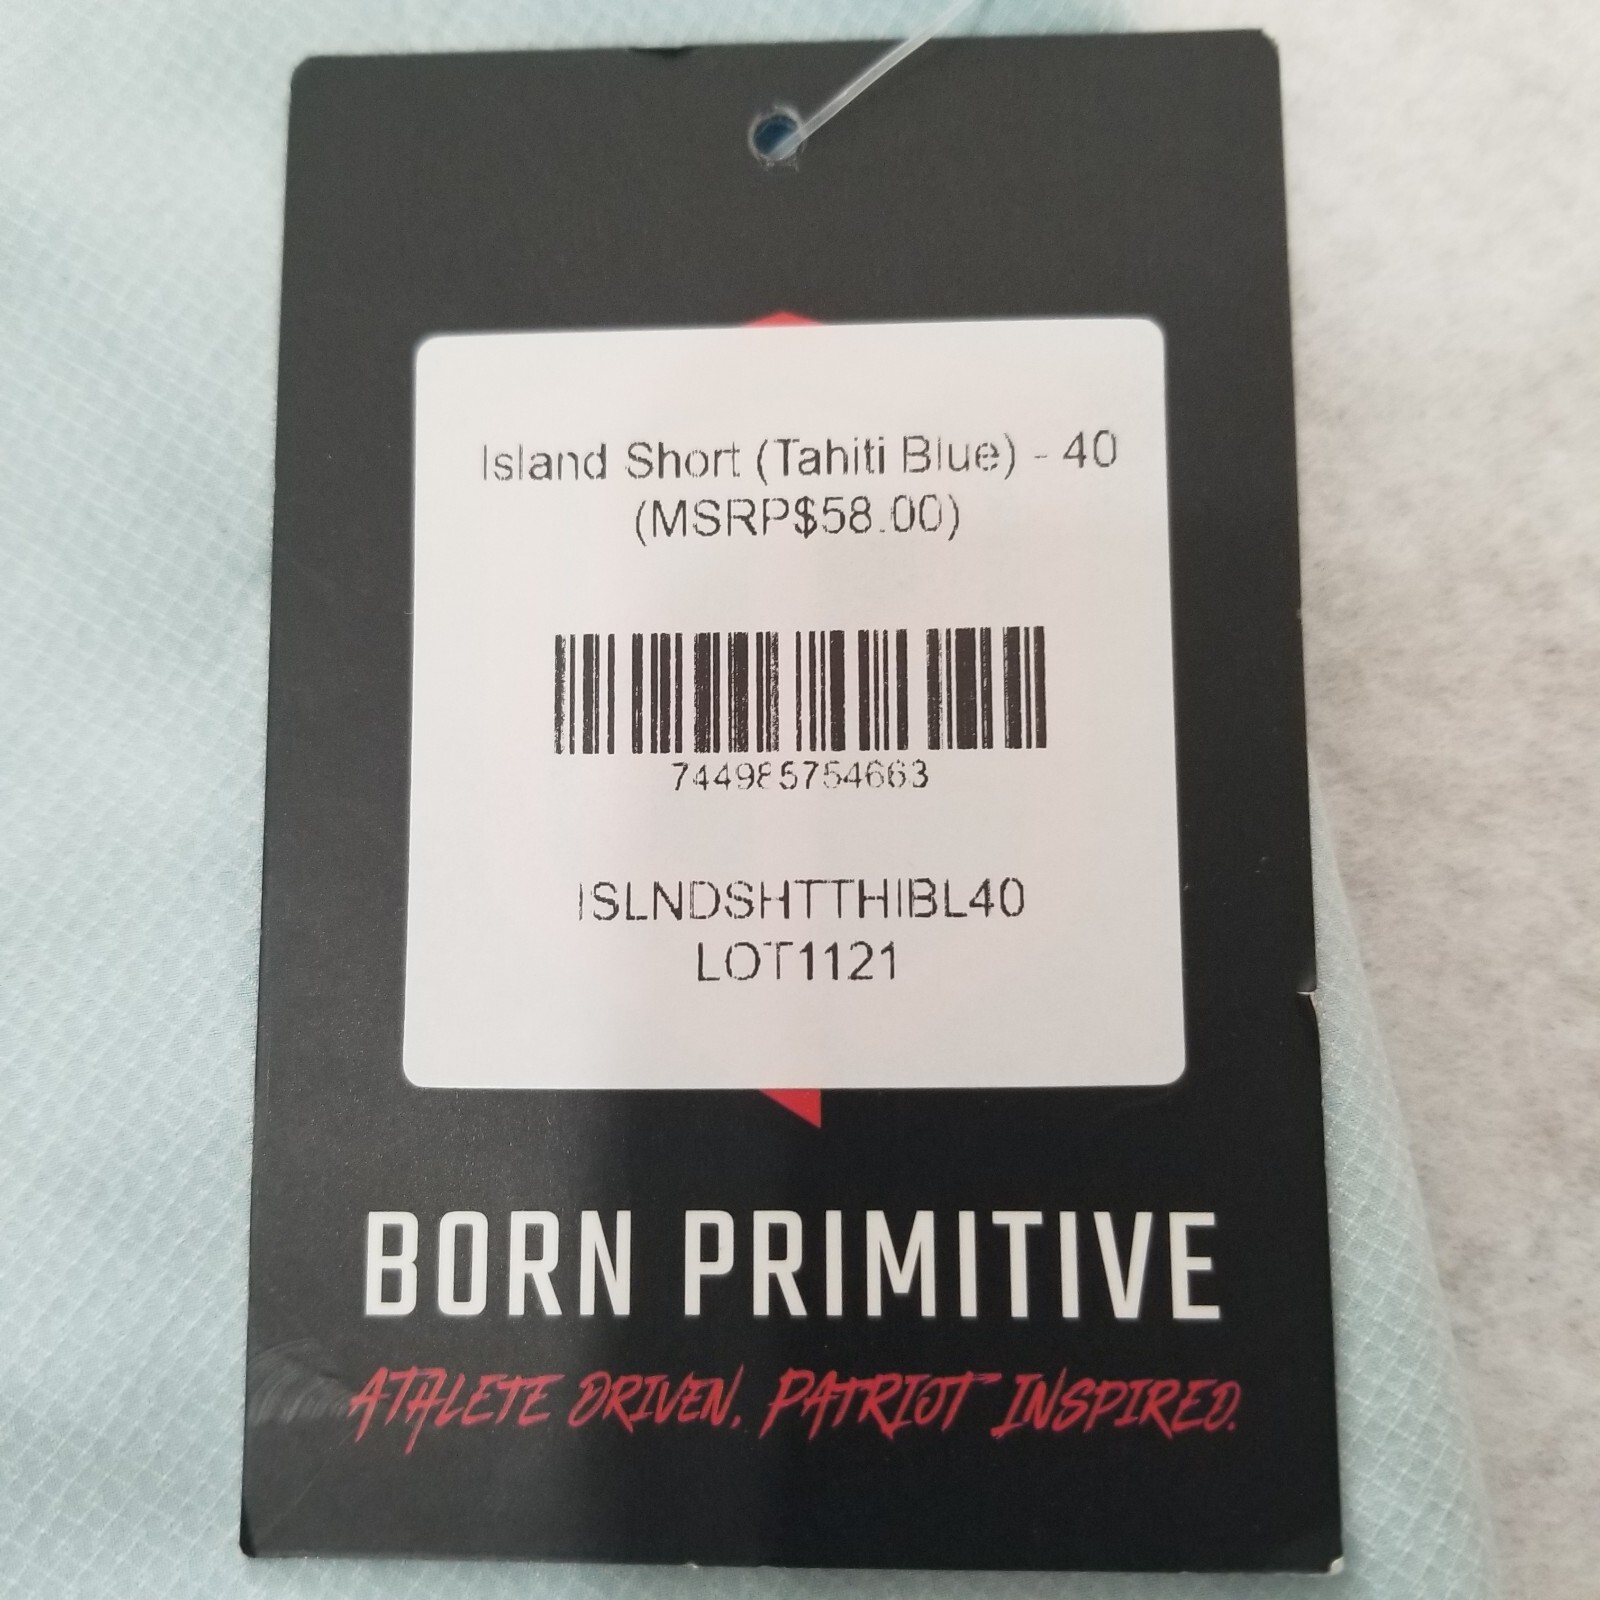 Island Short (Tahiti Blue) - 40
(MSRP$58.00)
744985754663
ISLNDSHTTHIBL40
LOT1121
BORN PRIMITIVE
ATHLETE DRIVEN. PATRIOT INSPIRED.